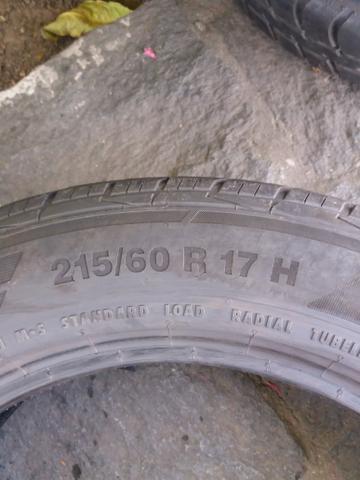 215/60 R 17 H
M+S STANDARD LOAD RADIAL